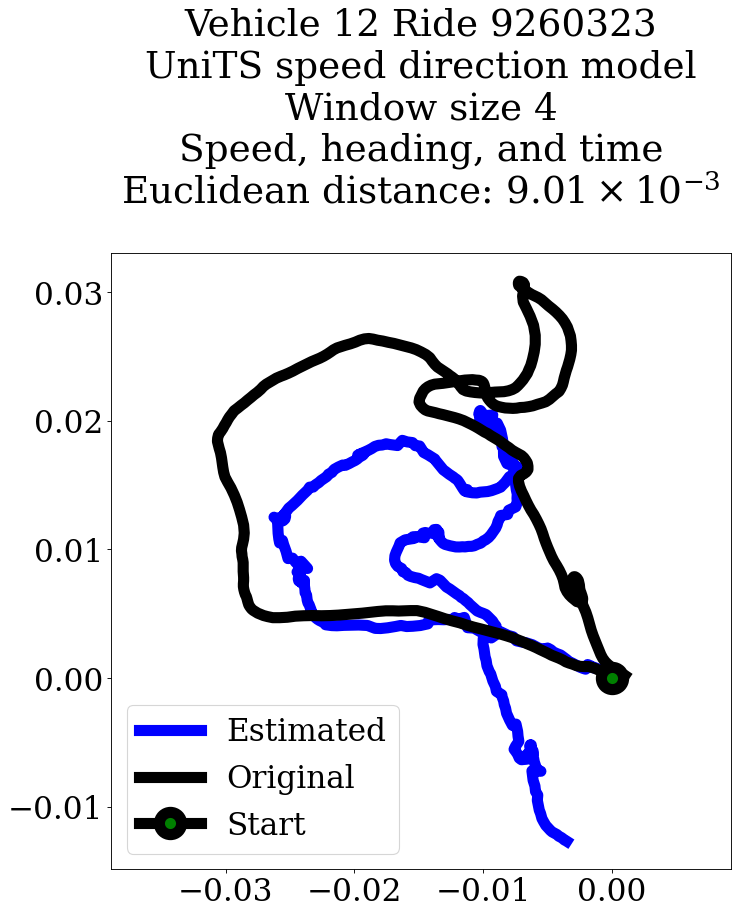 Vehicle 12 Ride 9260323
UniTS speed direction model
Window size 4
Speed, heading, and time
Euclidean distance: 9.01 × 10⁻³
0.03
0.02
0.01
0.00
−0.01
Estimated
Original
Start
−0.03
−0.02
−0.01
0.00